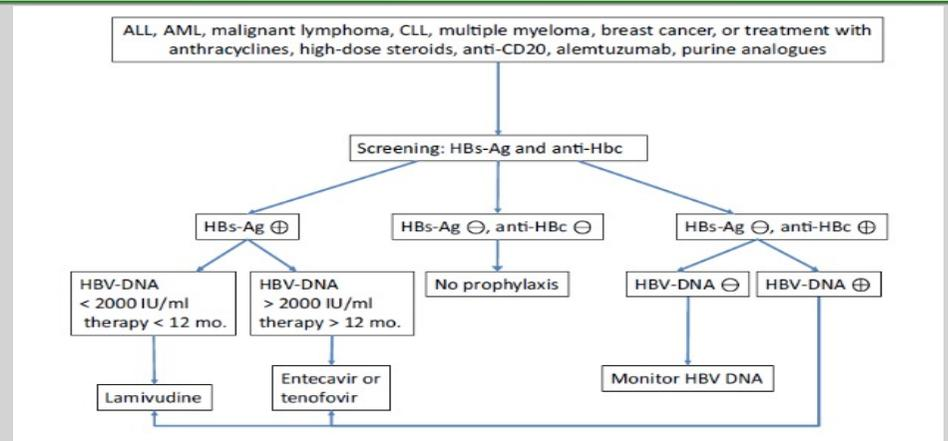 ALL, AML, malignant lymphoma, CLL, multiple myeloma, breast cancer, or treatment with
anthracyclines, high-dose steroids, anti-CD20, alemtuzumab, purine analogues
Screening: HBs-Ag and anti-Hbc
HBs-Ag ⊕
HBs-Ag ⊖, anti-HBc ⊖
HBs-Ag ⊖, anti-HBc ⊕
HBV-DNA
< 2000 IU/ml
therapy < 12 mo.
HBV-DNA
> 2000 IU/ml
therapy > 12 mo.
No prophylaxis
HBV-DNA ⊖
HBV-DNA ⊕
Lamivudine
Entecavir or
tenofovir
Monitor HBV DNA